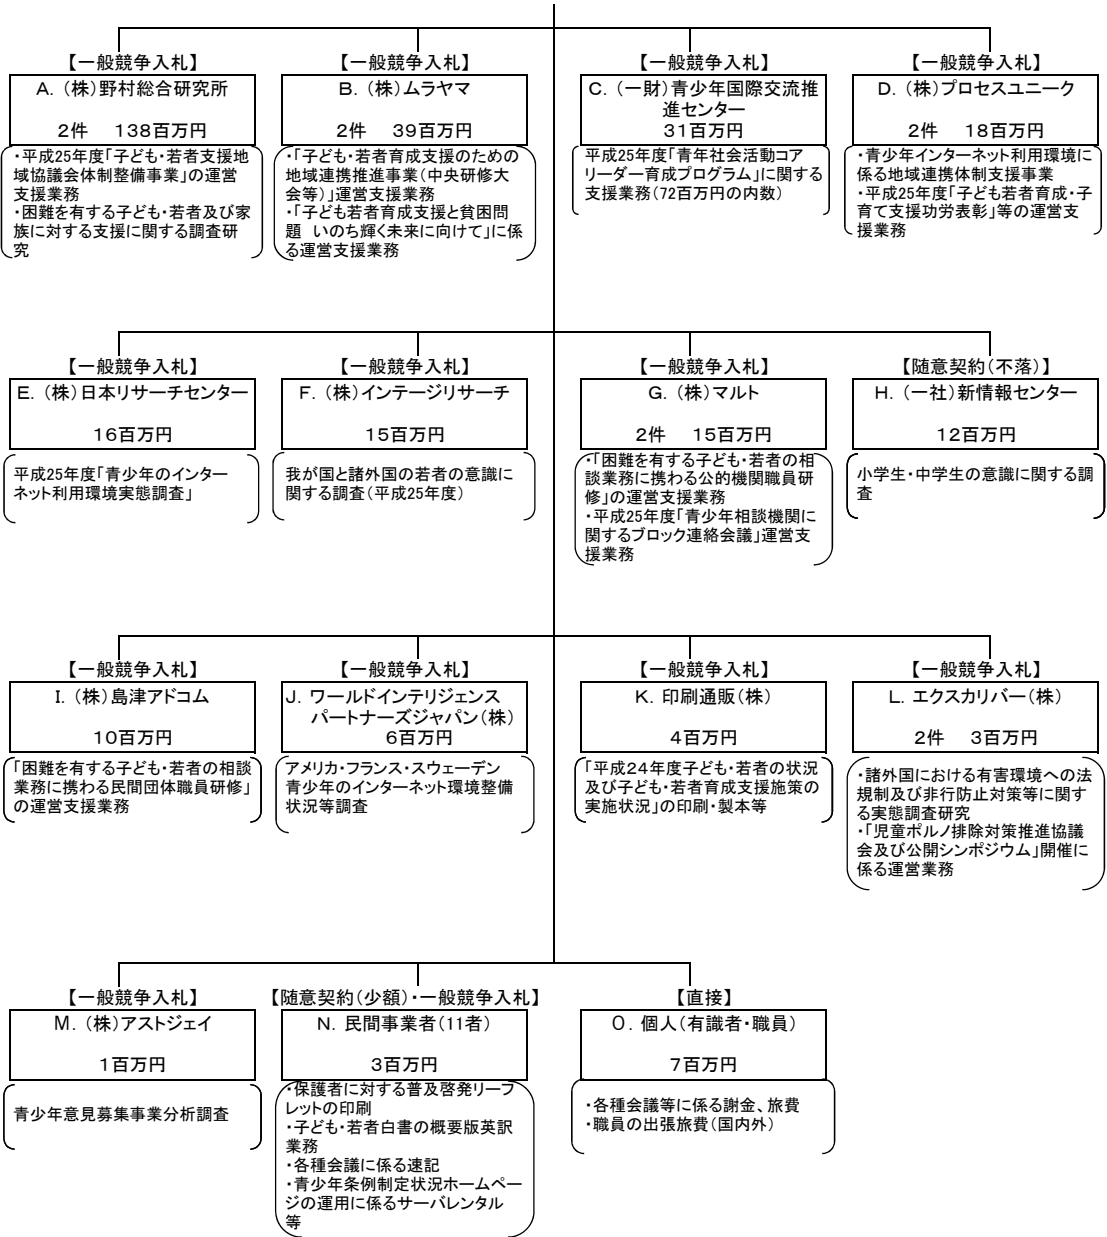 【一般競争入札】
A. (株)野村総合研究所
2件　138百万円
・平成25年度「子ども・若者支援地
域協議会体制整備事業」の運営
支援業務
・困難を有する子ども・若者及び家
族に対する支援に関する調査研
究
【一般競争入札】
B. (株)ムラヤマ
2件　39百万円
・「子ども・若者育成支援のための
地域連携推進事業(中央研修大
会等)」運営支援業務
・「子ども若者育成支援と貧困問
題　いのち輝く未来に向けて」に係
る運営支援業務
【一般競争入札】
C. (一財)青少年国際交流推
進センター
31百万円
平成25年度「青年社会活動コア
リーダー育成プログラム」に関する
支援業務(72百万円の内数)
【一般競争入札】
D. (株)プロセスユニーク
2件　18百万円
・青少年インターネット利用環境に
係る地域連携体制支援事業
・平成25年度「子ども若者育成・子
育て支援功労表彰」等の運営支
援業務
【一般競争入札】
E. (株)日本リサーチセンター
16百万円
平成25年度「青少年のインター
ネット利用環境実態調査」
【一般競争入札】
F. (株)インテージリサーチ
15百万円
我が国と諸外国の若者の意識に
関する調査(平成25年度)
【一般競争入札】
G. (株)マルト
2件　15百万円
・「困難を有する子ども・若者の相
談業務に携わる公的機関職員研
修」の運営支援業務
・平成25年度「青少年相談機関に
関するブロック連絡会議」運営支
援業務
【随意契約(不落)】
H. (一社)新情報センター
12百万円
小学生・中学生の意識に関する調
査
【一般競争入札】
I. (株)島津アドコム
10百万円
「困難を有する子ども・若者の相談
業務に携わる民間団体職員研修」
の運営支援業務
【一般競争入札】
J. ワールドインテリジェンス
パートナーズジャパン(株)
6百万円
アメリカ・フランス・スウェーデン
青少年のインターネット環境整備
状況等調査
【一般競争入札】
K. 印刷通販(株)
4百万円
「平成24年度子ども・若者の状況
及び子ども・若者育成支援施策の
実施状況」の印刷・製本等
【一般競争入札】
L. エクスカリバー(株)
2件　3百万円
・諸外国における有害環境への法
規制及び非行防止対策等に関す
る実態調査研究
・「児童ポルノ排除対策推進協議
会及び公開シンポジウム」開催に
係る運営業務
【一般競争入札】
M. (株)アストジェイ
1百万円
青少年意見募集事業分析調査
【随意契約(少額)・一般競争入札】
N. 民間事業者(11者)
3百万円
・保護者に対する普及啓発リーフ
レットの印刷
・子ども・若者白書の概要版英訳
業務
・各種会議に係る速記
・青少年条例制定状況ホームペー
ジの運用に係るサーバレンタル
等
【直接】
O. 個人(有識者・職員)
7百万円
・各種会議等に係る謝金、旅費
・職員の出張旅費(国内外)